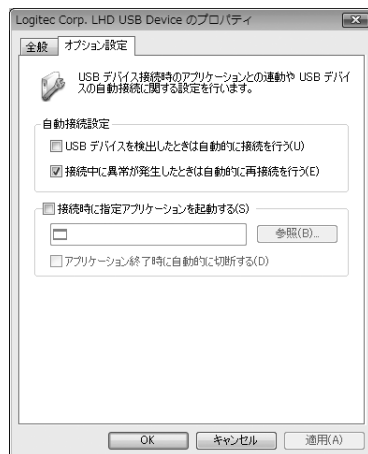 Logitec Corp. LHD USB Device のプロパティ
全般 オプション設定
USB デバイス接続時のアプリケーションとの連動や USB デバイ
スの自動接続に関する設定を行います。
自動接続設定
USB デバイスを検出したときは自動的に接続を行う(U)
接続中に異常が発生したときは自動的に再接続を行う(E)
接続時に指定アプリケーションを起動する(S)
参照(B)...
アプリケーション終了時に自動的に切断する(D)
OK キャンセル 適用(A)